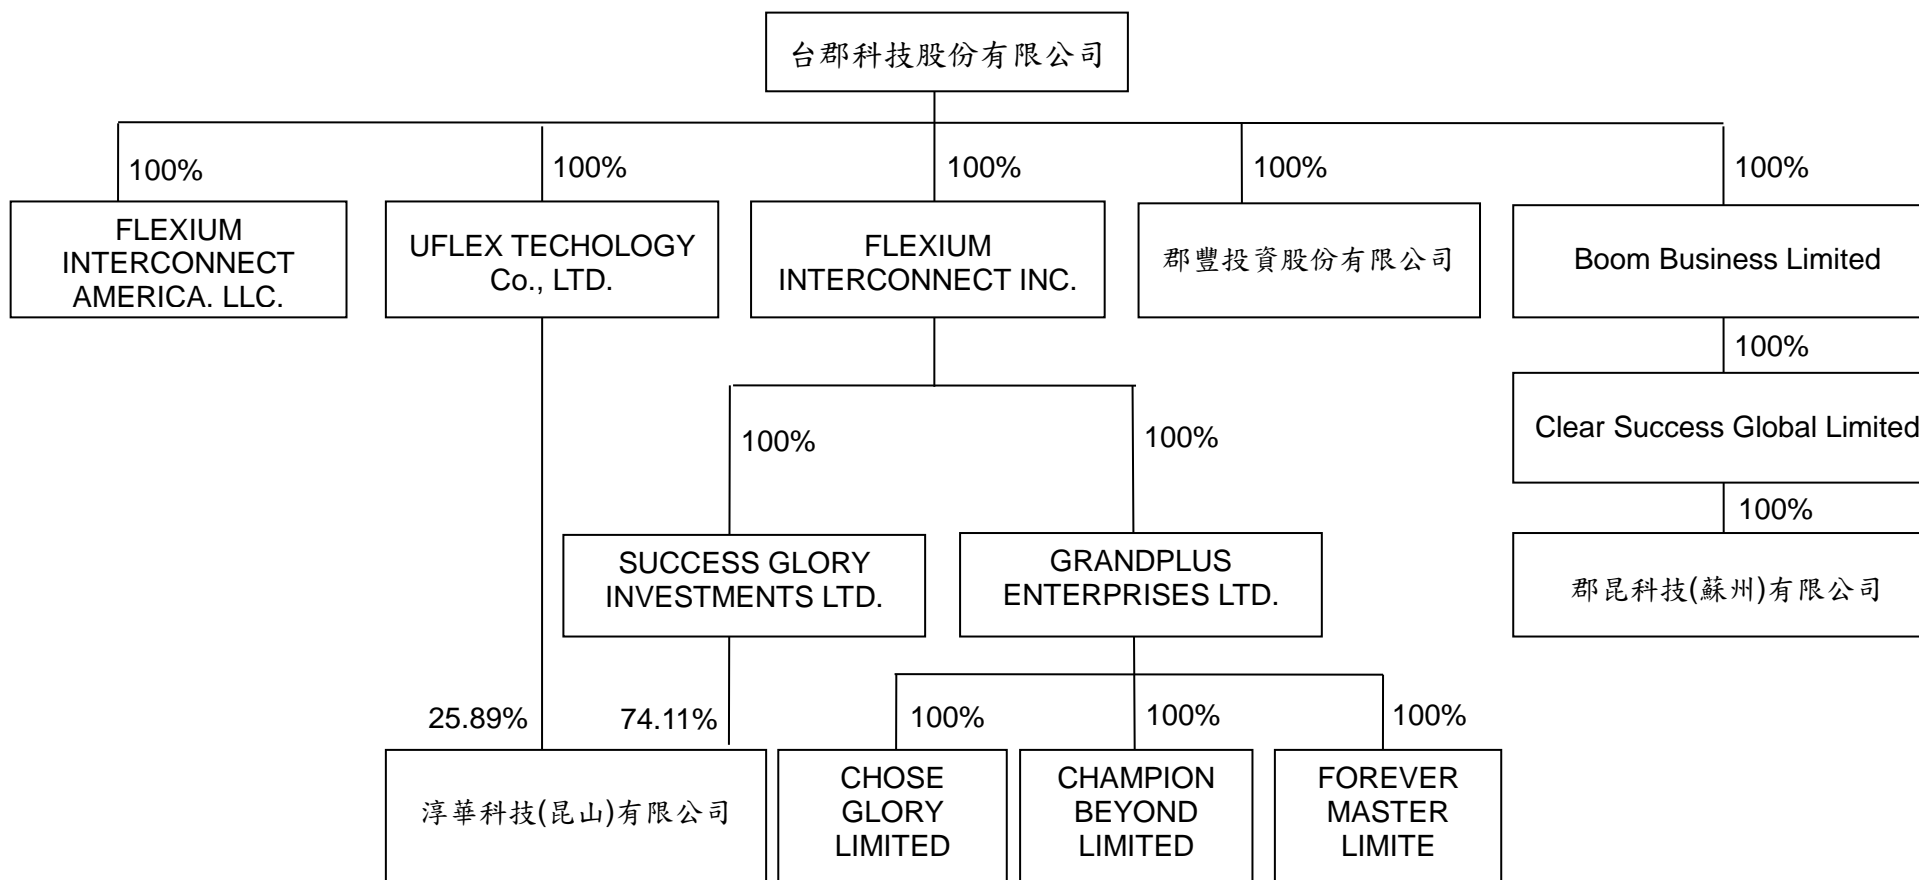 台郡科技股份有限公司
100%
100%
100%
100%
100%
FLEXIUM
INTERCONNECT
AMERICA. LLC.
UFLEX TECHOLOGY
Co., LTD.
FLEXIUM
INTERCONNECT INC.
郡豐投資股份有限公司
Boom Business Limited
100%
Clear Success Global Limited
100%
100%
100%
SUCCESS GLORY
INVESTMENTS LTD.
GRANDPLUS
ENTERPRISES LTD.
郡昆科技(蘇州)有限公司
25.89%
74.11%
100%
100%
100%
淳華科技(昆山)有限公司
CHOSE
GLORY
LIMITED
CHAMPION
BEYOND
LIMITED
FOREVER
MASTER
LIMITE